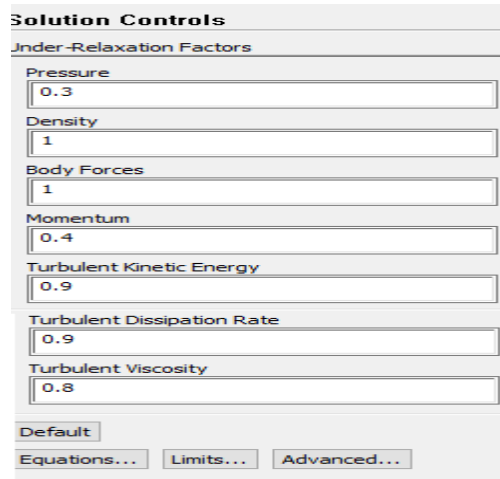 Solution Controls
Under-Relaxation Factors
Pressure
0.3
Density
1
Body Forces
1
Momentum
0.4
Turbulent Kinetic Energy
0.9
Turbulent Dissipation Rate
0.9
Turbulent Viscosity
0.8
Default
Equations... Limits... Advanced...